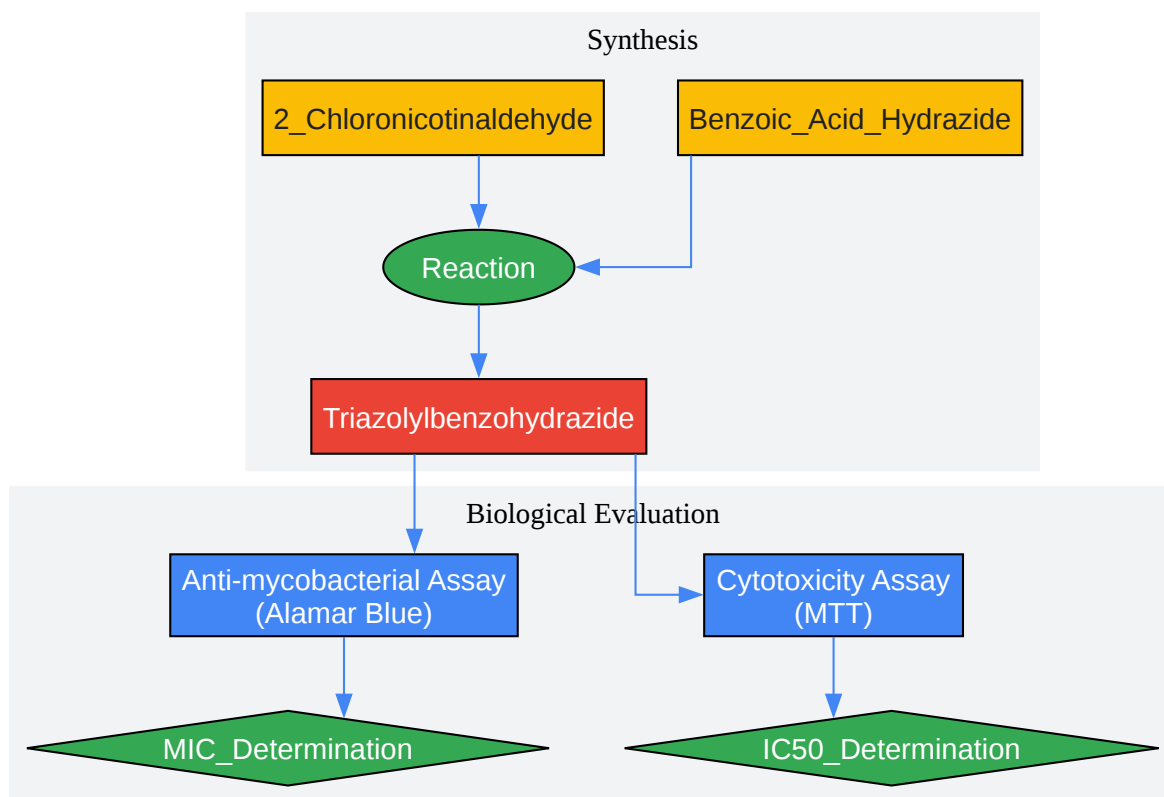 Synthesis
2_Chloronicotinaldehyde
Benzoic_Acid_Hydrazide
Reaction
Triazolylbenzohydrazide
Biological Evaluation
Anti-mycobacterial Assay
(Alamar Blue)
Cytotoxicity Assay
(MTT)
MIC_Determination
IC50_Determination